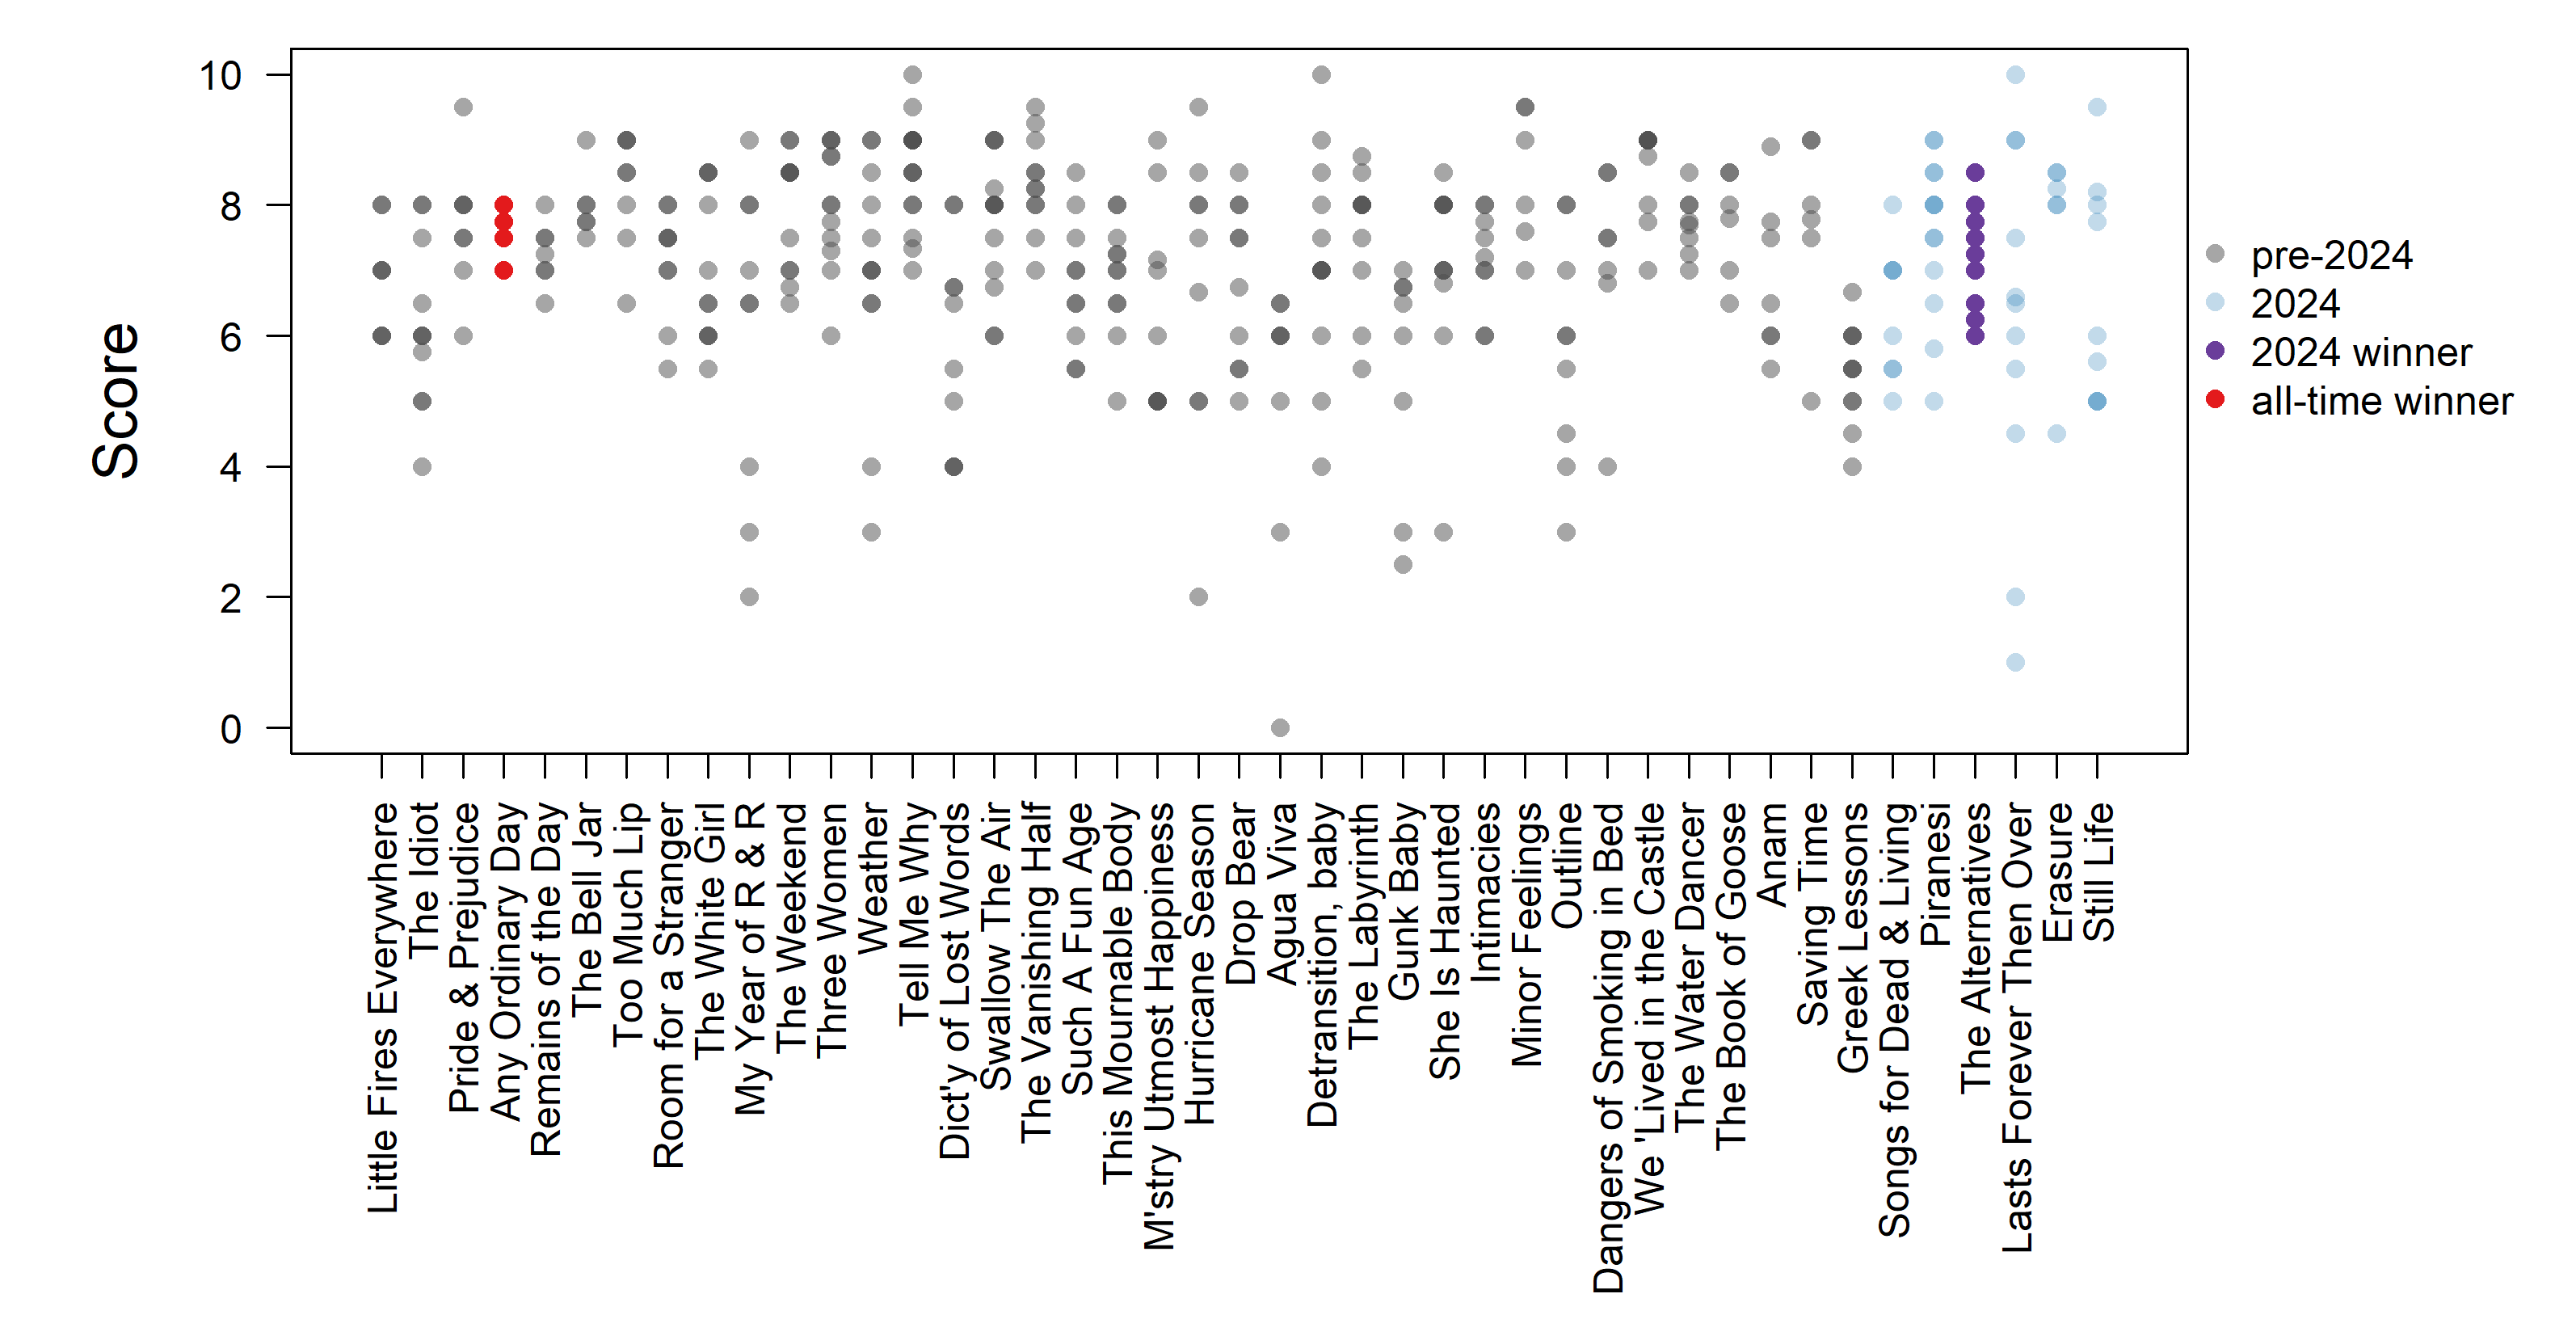 Score
10
8
6
4
2
0
Little Fires Everywhere
The Idiot
Pride & Prejudice
Any Ordinary Day
Remains of the Day
The Bell Jar
Too Much Lip
Room for a Stranger
The White Girl
My Year of R & R
The Weekend
Three Women
Weather
Tell Me Why
Dict'y of Lost Words
Swallow The Air
The Vanishing Half
Such A Fun Age
This Mournable Body
M'stry Utmost Happiness
Hurricane Season
Drop Bear
Agua Viva
Detransition, baby
The Labyrinth
Gunk Baby
She Is Haunted
Intimacies
Minor Feelings
Outline
Dangers of Smoking in Bed
We 'Lived in the Castle
The Water Dancer
The Book of Goose
Anam
Saving Time
Greek Lessons
Songs for Dead & Living
Piranesi
The Alternatives
Lasts Forever Then Over
Erasure
Still Life
pre-2024
2024
2024 winner
all-time winner